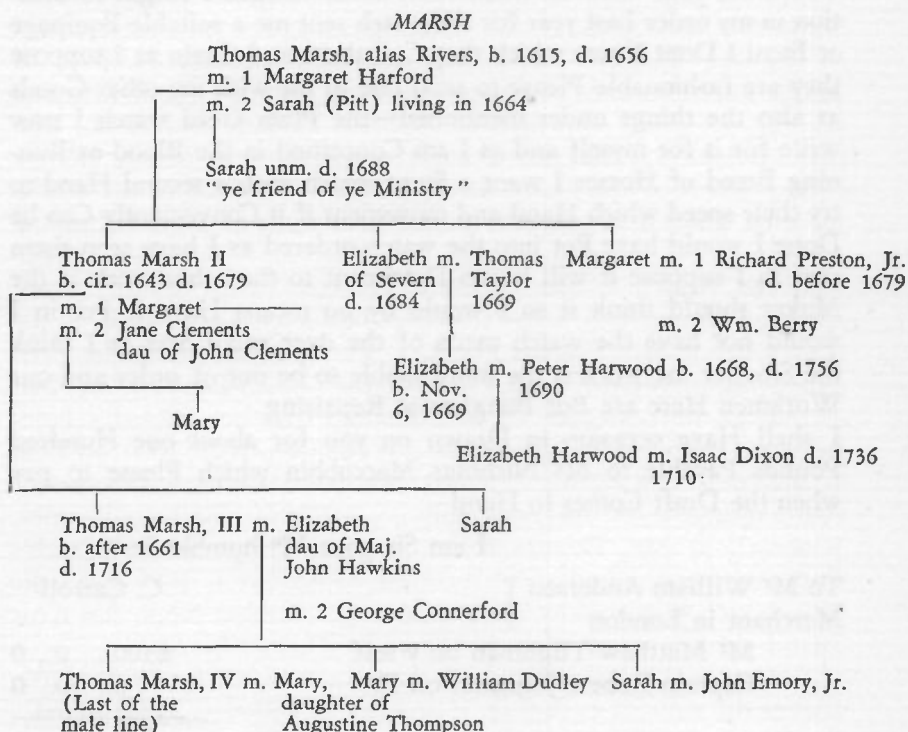 MARSH
Thomas Marsh, alias Rivers, b. 1615, d. 1656
m. 1 Margaret Harford
m. 2 Sarah (Pitt) living in 1664
Sarah unm. d. 1688
"ye friend of ye Ministry"
Thomas Marsh II Elizabeth m. Thomas Margaret m. 1 Richard Preston, Jr.
b. cir. 1643 d. 1679 of Severn Taylor d. before 1679
d. 1684 1669
m. 1 Margaret
m. 2 Wm. Berry
m. 2 Jane Clements
dau of John Clements
Elizabeth m. Peter Harwood b. 1668, d. 1756
b. Nov. 1690
6, 1669
Mary
Elizabeth Harwood m. Isaac Dixon d. 1736
1710
Thomas Marsh, III m. Elizabeth Sarah
b. after 1661 dau of Maj.
d. 1716 John Hawkins
m. 2 George Connerford
Thomas Marsh, IV m. Mary, Mary m. William Dudley Sarah m. John Emory, Jr.
(Last of the daughter of
male line) Augustine Thompson